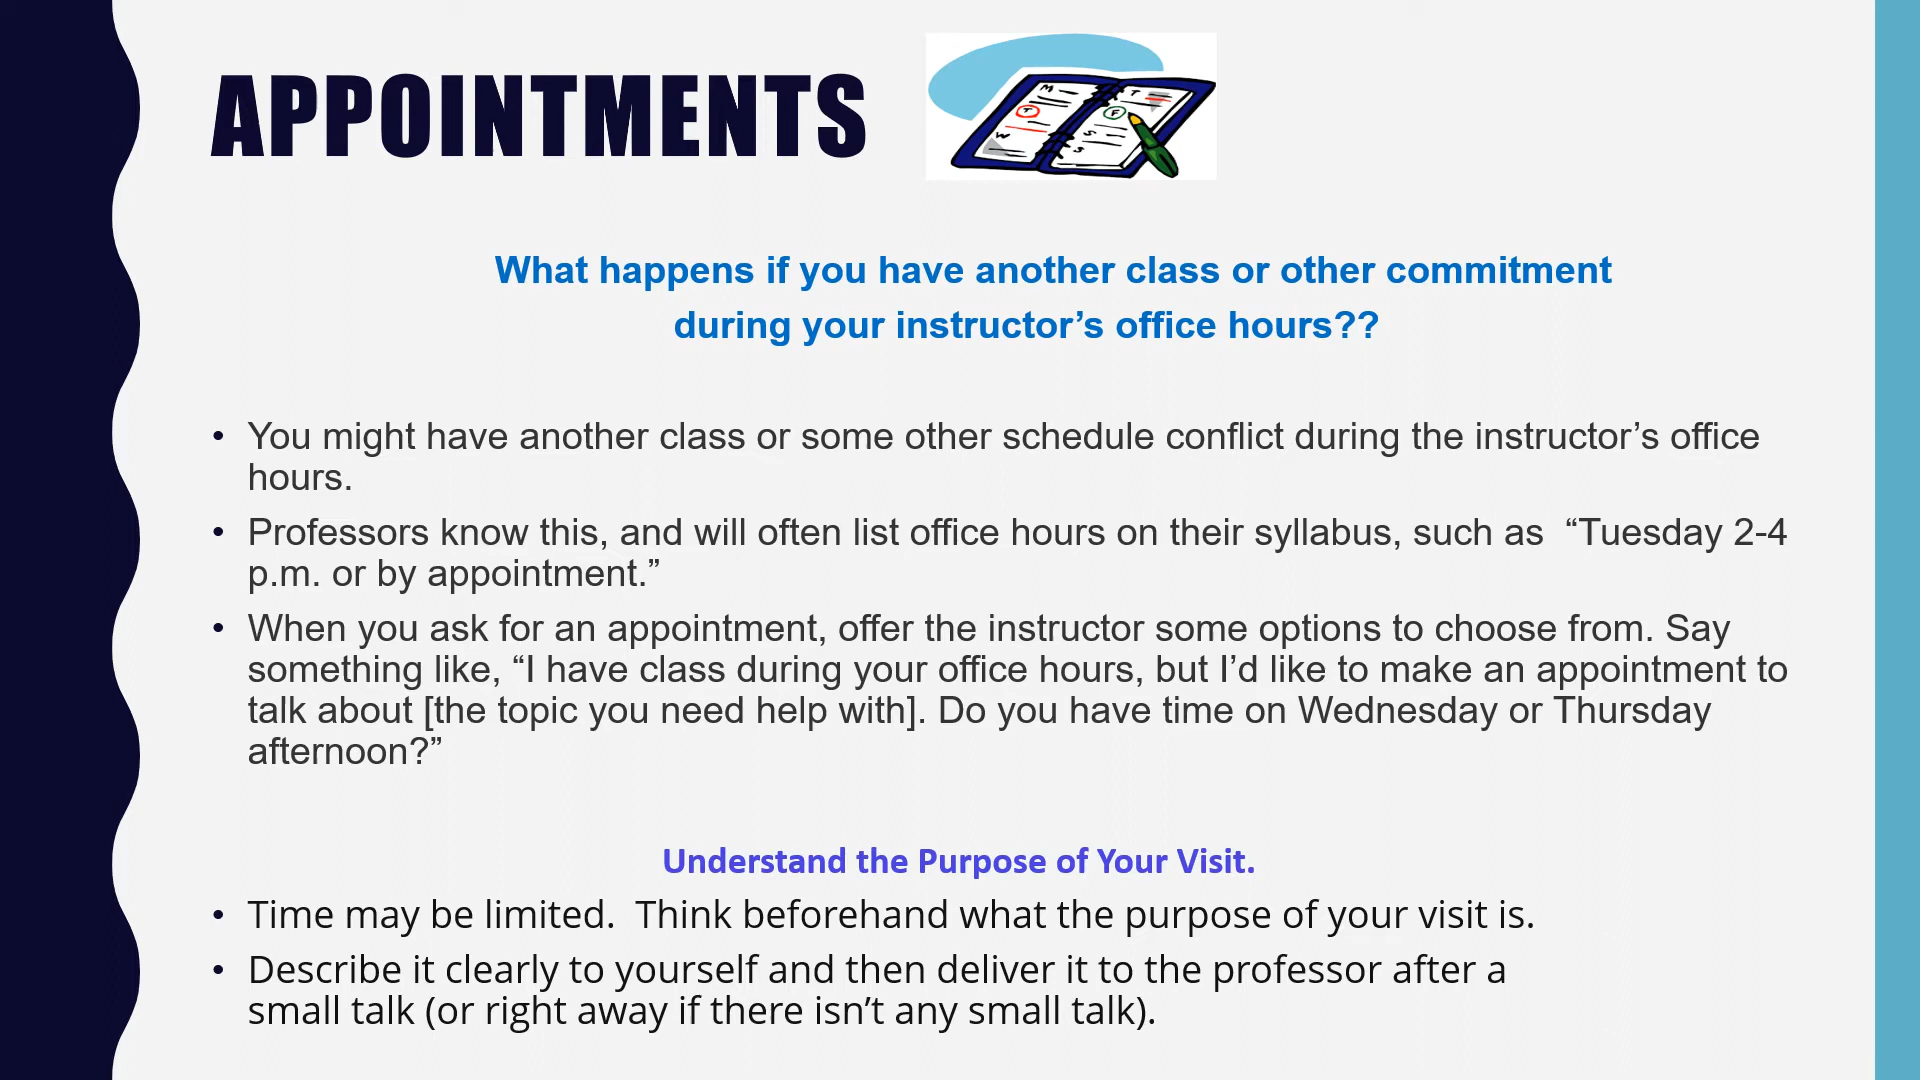 APPOINTMENTS
M
T
W
T
F
S
S
What happens if you have another class or other commitment
during your instructor’s office hours??
• You might have another class or some other schedule conflict during the instructor’s office
hours.
• Professors know this, and will often list office hours on their syllabus, such as  “Tuesday 2-4
p.m. or by appointment.”
• When you ask for an appointment, offer the instructor some options to choose from. Say
something like, “I have class during your office hours, but I’d like to make an appointment to
talk about [the topic you need help with]. Do you have time on Wednesday or Thursday
afternoon?”
Understand the Purpose of Your Visit.
• Time may be limited.  Think beforehand what the purpose of your visit is.
• Describe it clearly to yourself and then deliver it to the professor after a
small talk (or right away if there isn’t any small talk).